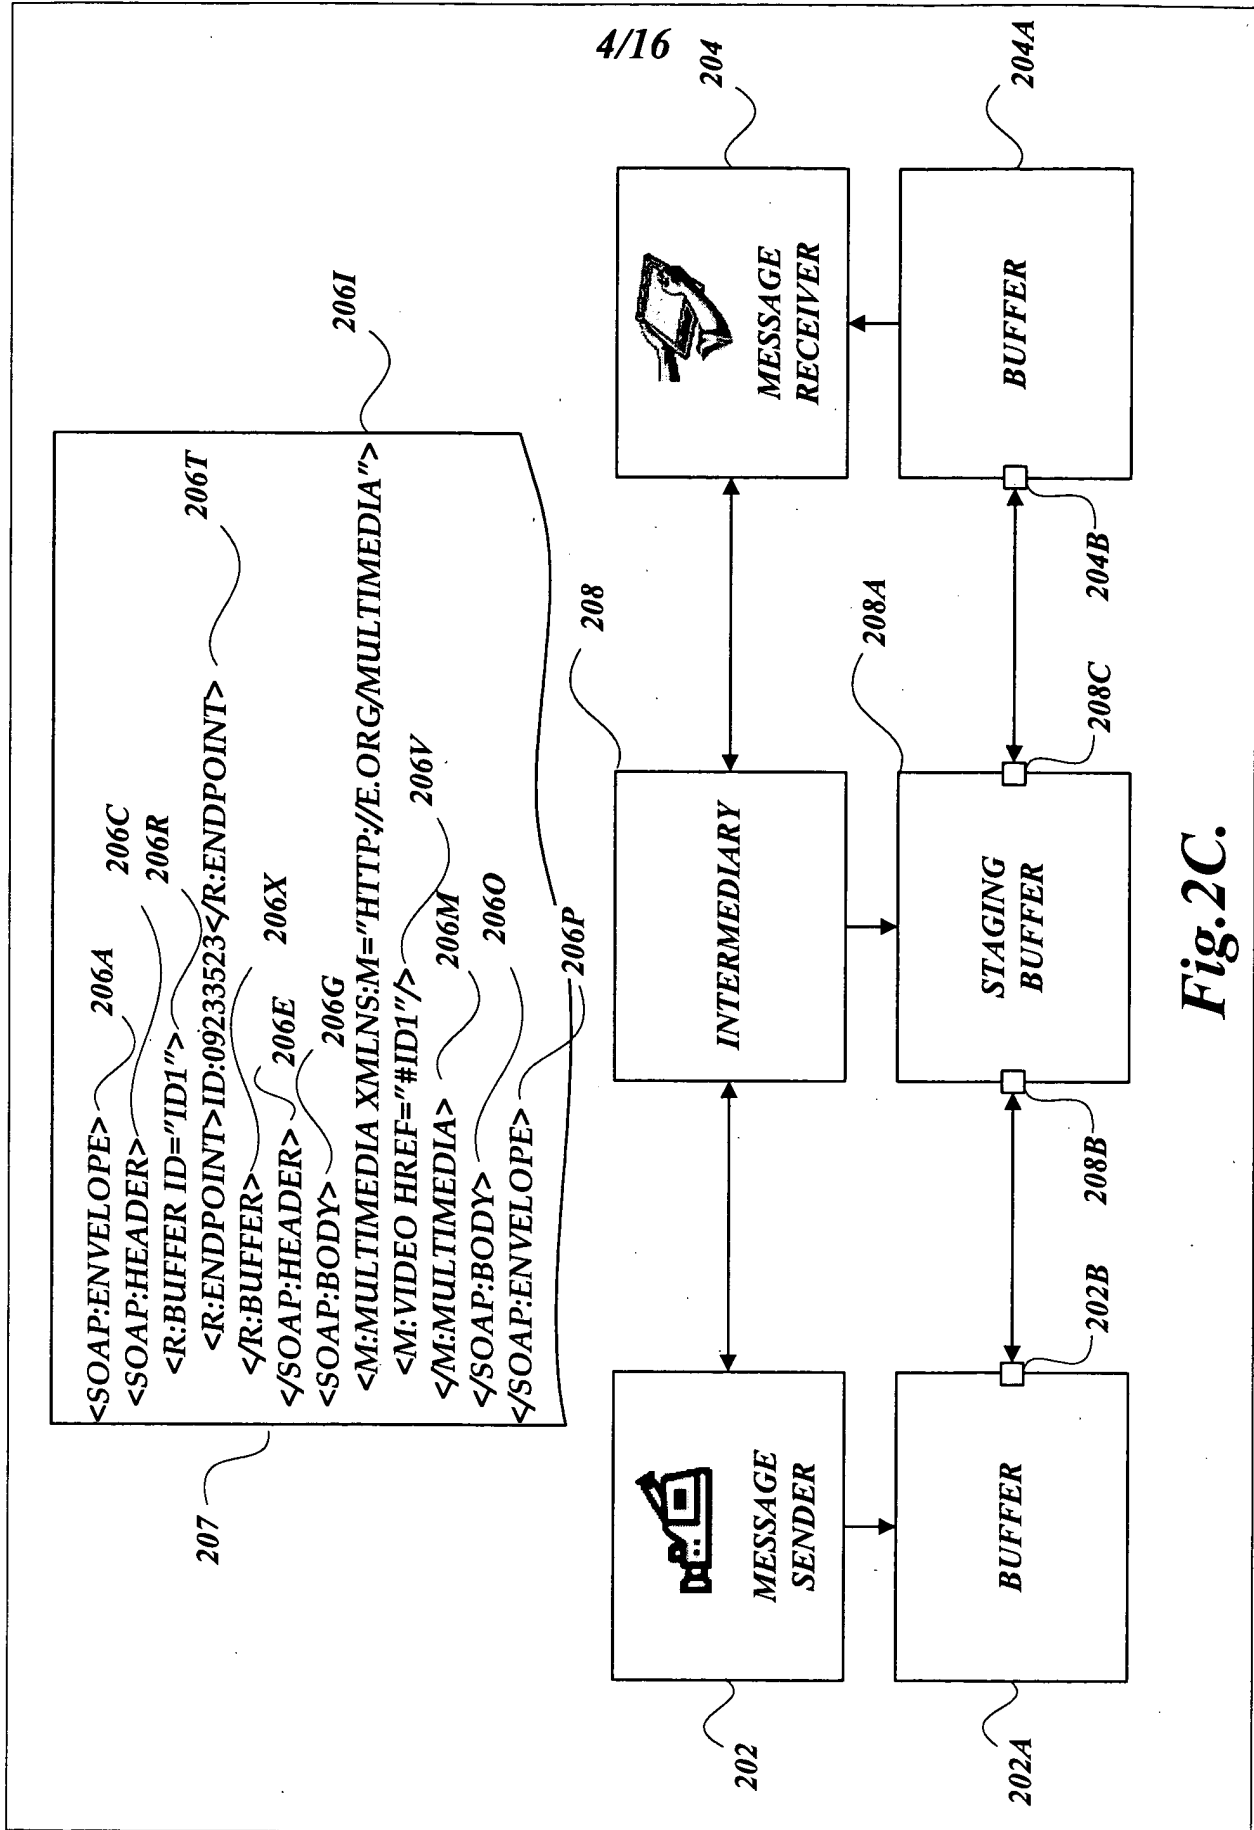 4/16
<SOAP:ENVELOPE>
206A
<SOAP:HEADER>
206C
<R:BUFFER ID="ID1">
206R
<R:ENDPOINT>ID:09233523</R:ENDPOINT>
206T
</R:BUFFER>
206X
</SOAP:HEADER>
206E
<SOAP:BODY>
206G
<M:MULTIMEDIA XMLNS:M="HTTP://E.ORG/MULTIMEDIA">
206I
<M:VIDEO HREF="#ID1"/>
206V
</M:MULTIMEDIA>
206M
</SOAP:BODY>
206O
</SOAP:ENVELOPE>
206P
207
202
MESSAGE
SENDER
208
INTERMEDIARY
204
MESSAGE
RECEIVER
202A
BUFFER
202B
208B
208A
STAGING
BUFFER
208C
204B
204A
BUFFER
Fig.2C.